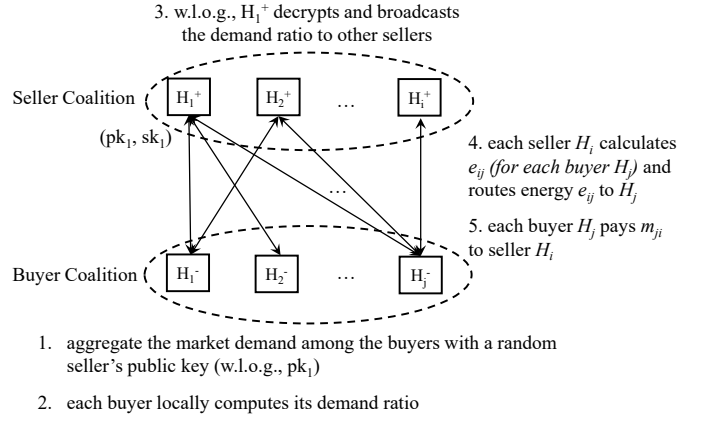 3. w.l.o.g., H₁⁺ decrypts and broadcasts
the demand ratio to other sellers
Seller Coalition
H₁⁺
H₂⁺
...
Hᵢ⁺
(pk₁, sk₁)
4. each seller Hᵢ calculates
eᵢⱼ (for each buyer Hⱼ) and
routes energy eᵢⱼ to Hⱼ
...
5. each buyer Hⱼ pays mⱼᵢ
to seller Hᵢ
Buyer Coalition
H₁⁻
H₂⁻
...
Hⱼ⁻
1. aggregate the market demand among the buyers with a random
seller’s public key (w.l.o.g., pk₁)
2. each buyer locally computes its demand ratio